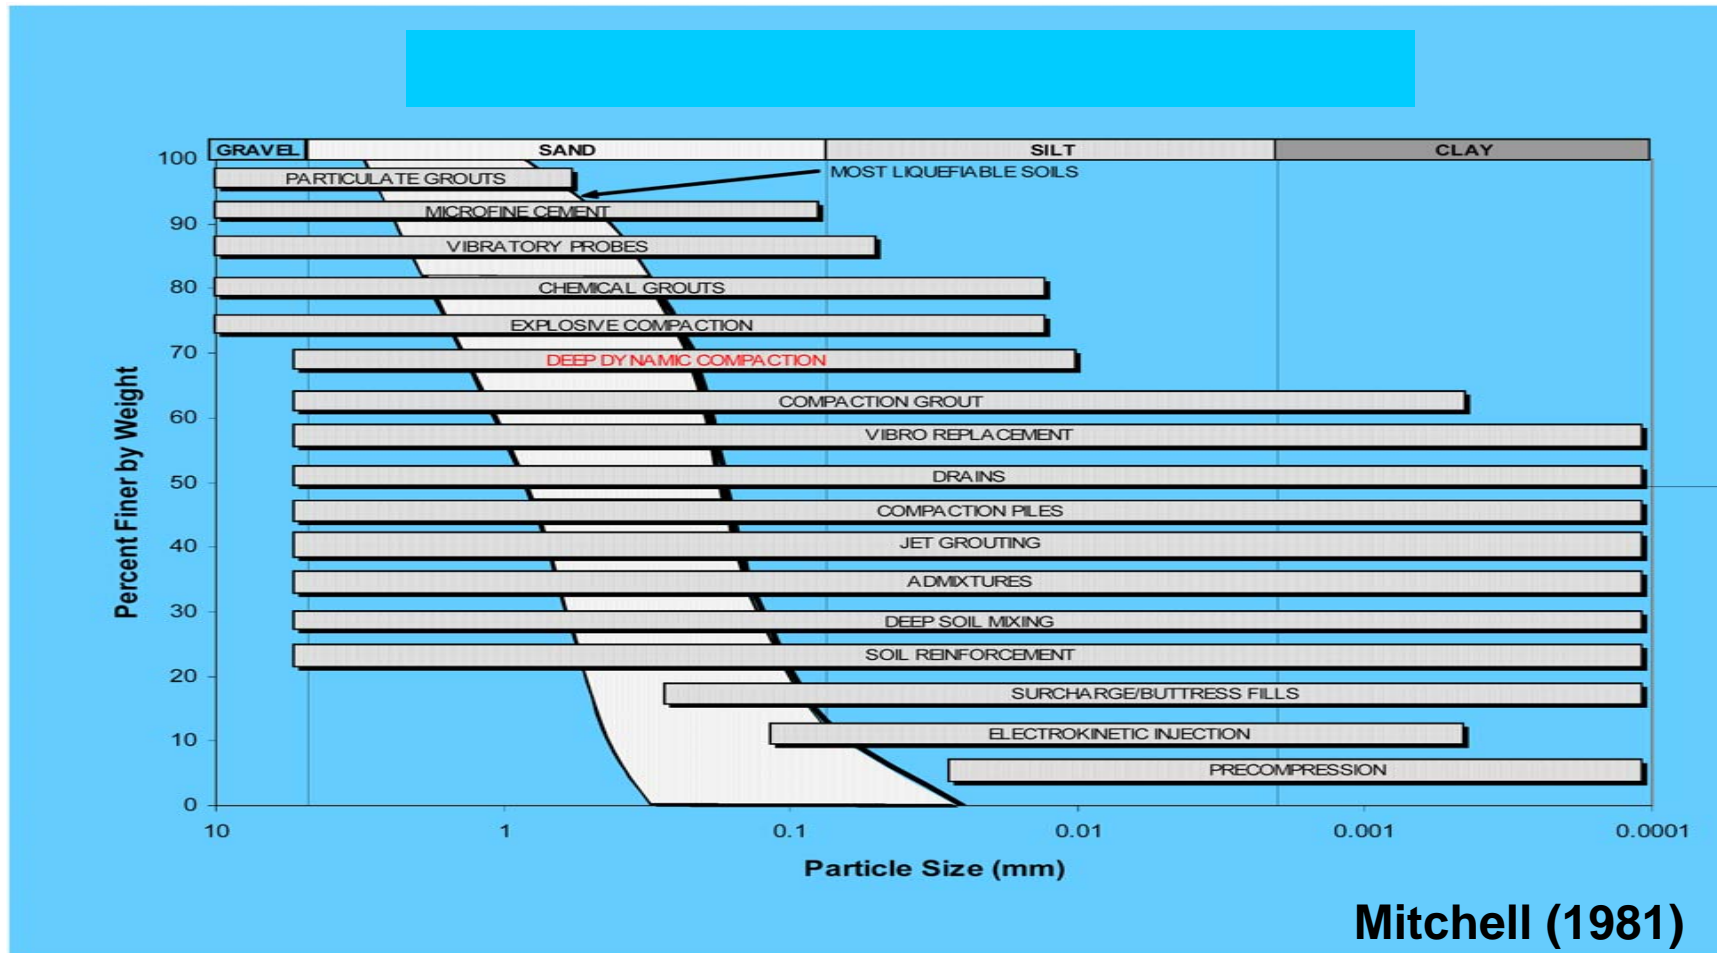 GRAVEL SAND SILT CLAY
100
PARTICULATE GROUTS
MOST LIQUEFIABLE SOILS
MICROFINE CEMENT
90
VIBRATORY PROBES
80
CHEMICAL GROUTS
EXPLOSIVE COMPACTION
70
DEEP DYNAMIC COMPACTION
COMPACTION GROUT
60
VIBRO REPLACEMENT
DRAINS
50
COMPACTION PILES
JET GROUTING
40
ADMIXTURES
30
DEEP SOIL MIXING
SOIL REINFORCEMENT
20
SURCHARGE/BUTTRESS FILLS
10
ELECTROKINETIC INJECTION
PRECOMPRESSION
0
Percent Finer by Weight
10 1 0.1 0.01 0.001 0.0001
Particle Size (mm)
Mitchell (1981)